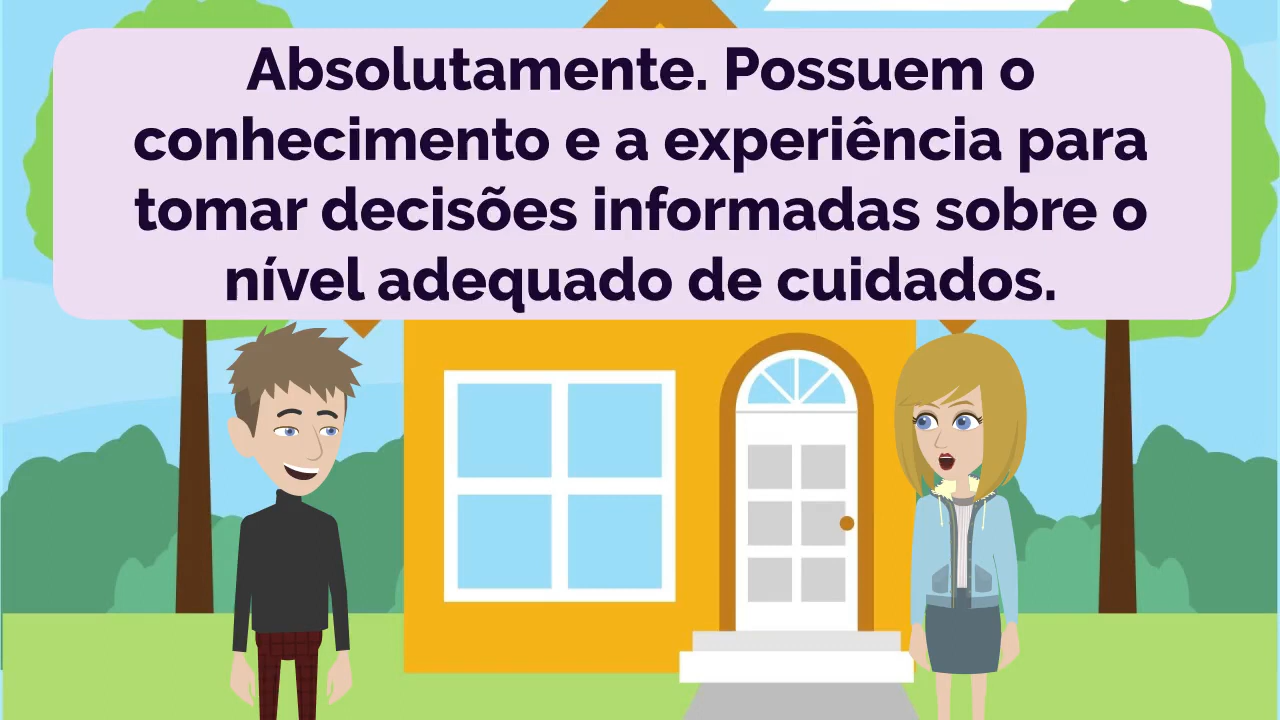 Absolutamente. Possuem o
conhecimento e a experiência para
tomar decisões informadas sobre o
nível adequado de cuidados.